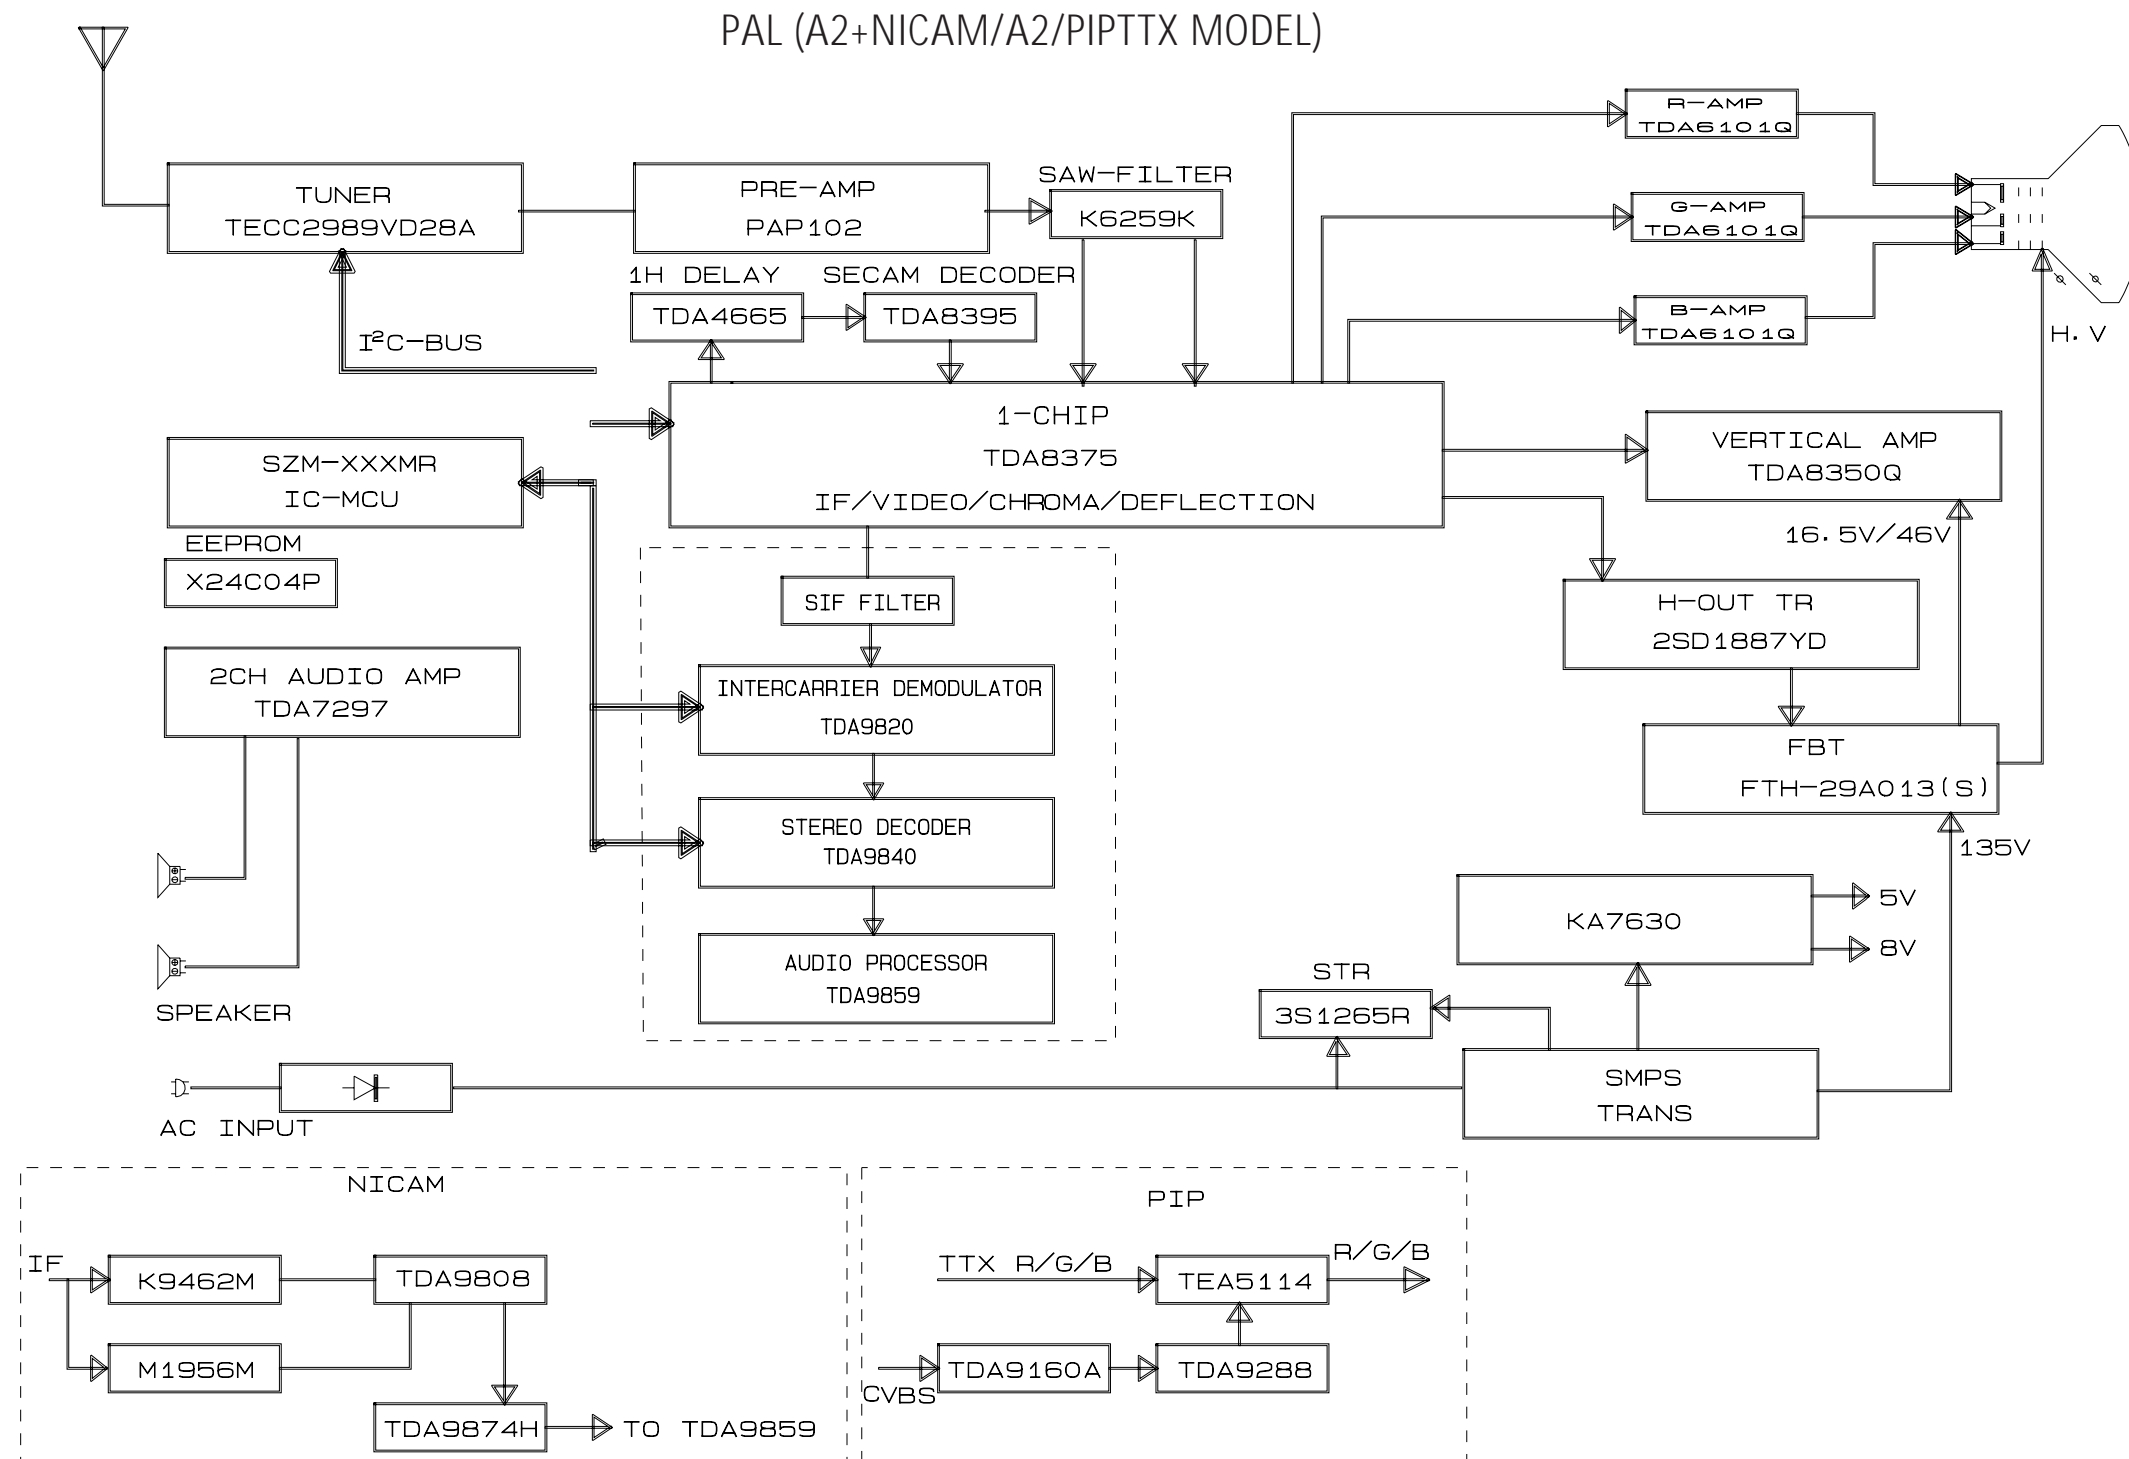 PAL (A2+NICAM/A2/PIPTTX MODEL)
R-AMP
TDA6101Q
TUNER
TECC2989VD28A
PRE-AMP
PAP102
SAW-FILTER
K6259K
G-AMP
TDA6101Q
1H DELAY
TDA4665
SECAM DECODER
TDA8395
B-AMP
TDA6101Q
H.V
I²C-BUS
1-CHIP
TDA8375
IF/VIDEO/CHROMA/DEFLECTION
VERTICAL AMP
TDA8350Q
SZM-XXXMR
IC-MCU
16.5V/46V
EEPROM
X24C04P
SIF FILTER
H-OUT TR
2SD1887YD
2CH AUDIO AMP
TDA7297
INTERCARRIER DEMODULATOR
TDA9820
FBT
FTH-29A013(S)
STEREO DECODER
TDA9840
135V
KA7630
5V
8V
AUDIO PROCESSOR
TDA9859
STR
3S1265R
SPEAKER
SMPS
TRANS
AC INPUT
NICAM
IF
K9462M
TDA9808
M1956M
TDA9874H
TO TDA9859
PIP
TTX R/G/B
TEA5114
R/G/B
CVBS
TDA9160A
TDA9288